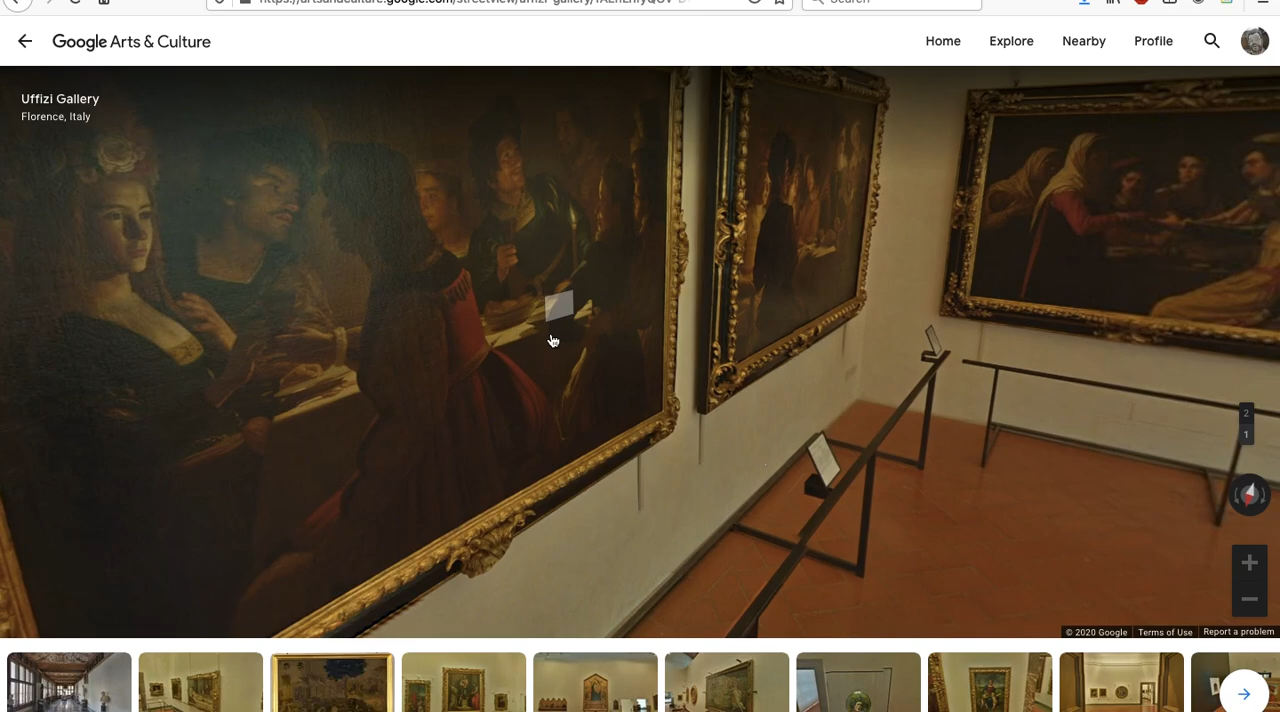 Search
Google Arts & Culture
Home
Explore
Nearby
Profile
Uffizi Gallery
Florence, Italy
2
1
© 2020 Google
Terms of Use
Report a problem